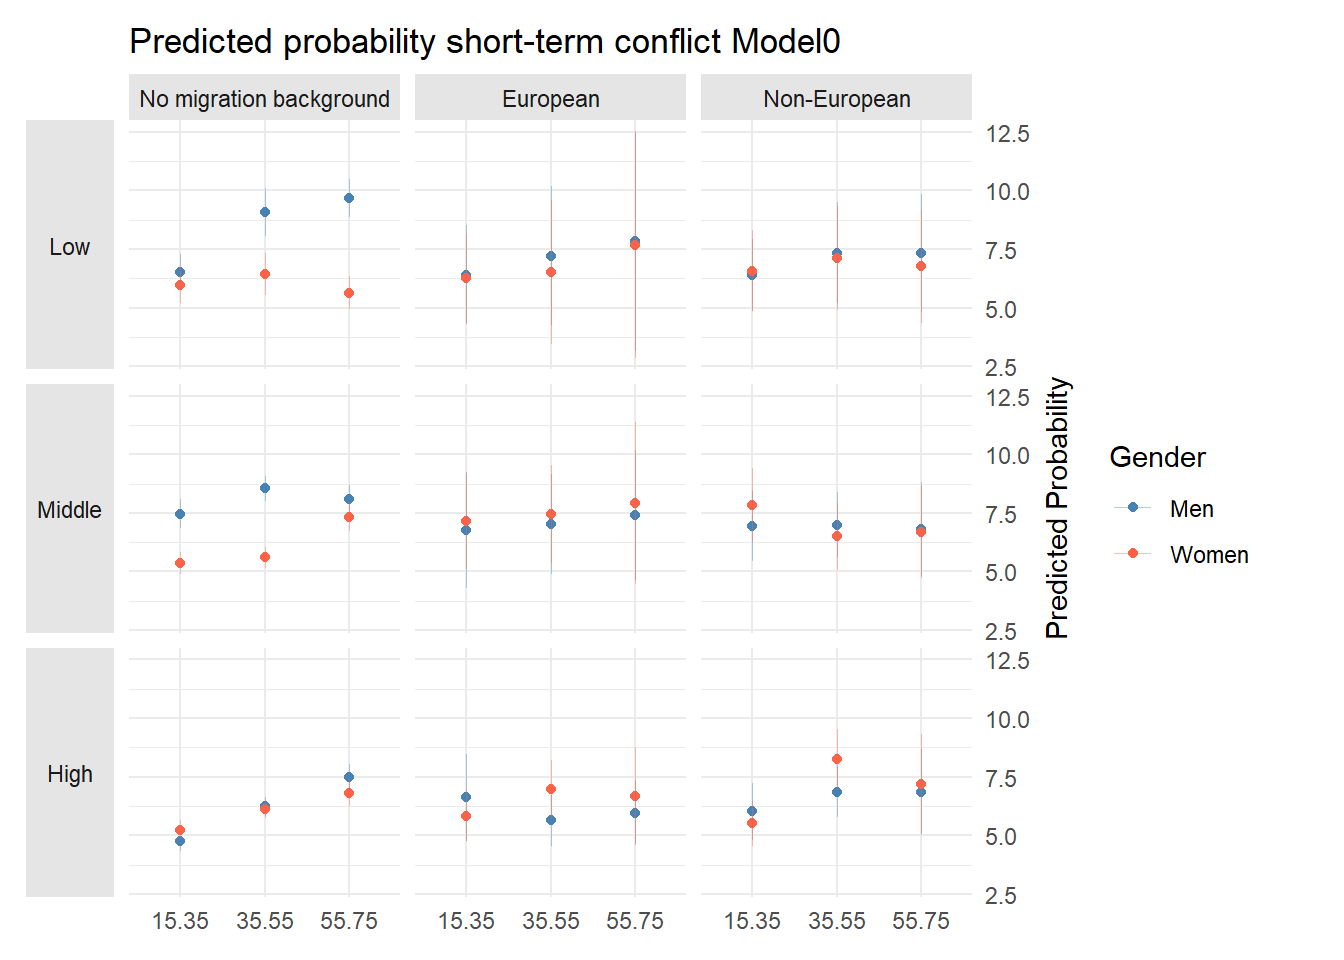 Predicted probability short-term conflict Model0
No migration background
European
Non-European
Low
12.5
10.0
7.5
5.0
2.5
Middle
12.5
10.0
7.5
5.0
2.5
High
12.5
10.0
7.5
5.0
2.5
Predicted Probability
Gender
Men
Women
15.35 35.55 55.75 15.35 35.55 55.75 15.35 35.55 55.75